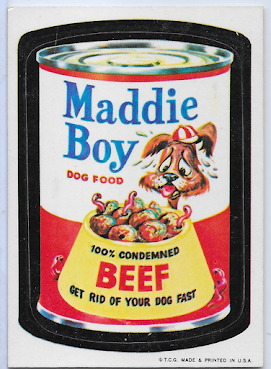 Maddie
Boy
DOG FOOD
100% CONDEMNED
BEEF
GET RID OF YOUR DOG FAST
© T.C.G. MADE & PRINTED IN U.S.A.